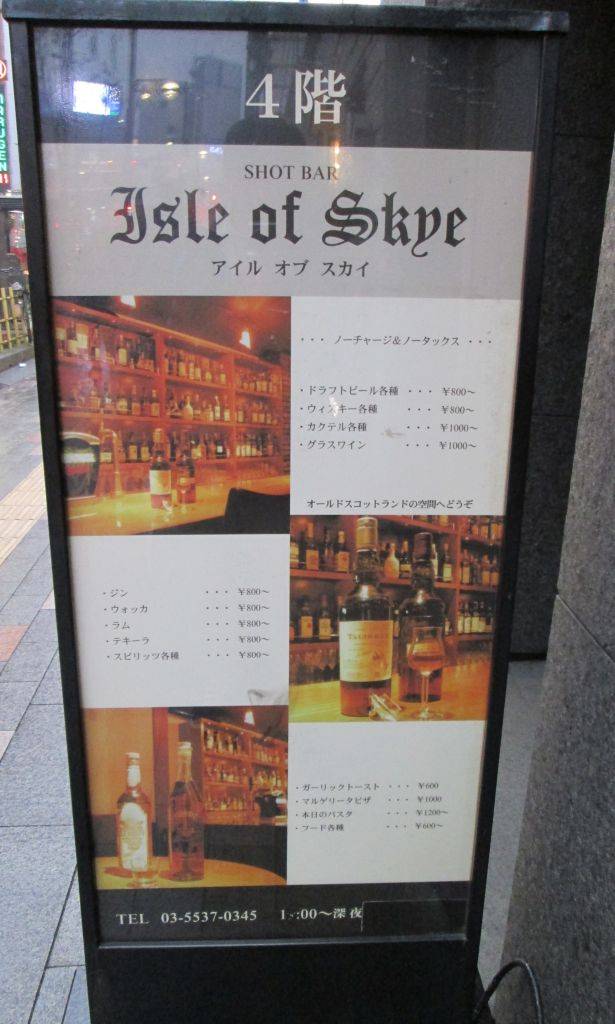 4階
SHOT BAR
Isle of Skye
アイル オブ スカイ
・・・ ノーチャージ&ノータックス ・・・
・ドラフトビール各種 ・・・ ¥800〜
・ウィスキー各種 ・・・ ¥800〜
・カクテル各種 ・・・ ¥1000〜
・グラスワイン ・・・ ¥1000〜
オールドスコットランドの空間へどうぞ
・ジン ・・・ ¥800〜
・ウォッカ ・・・ ¥800〜
・ラム ・・・ ¥800〜
・テキーラ ・・・ ¥800〜
・スピリッツ各種 ・・・ ¥800〜
TALISKER
・ガーリックトースト ・・・ ¥600
・マルゲリータピザ ・・・ ¥1000
・本日のパスタ ・・・ ¥1200〜
・フード各種 ・・・ ¥600〜
TEL 03-5537-0345 :00〜深夜